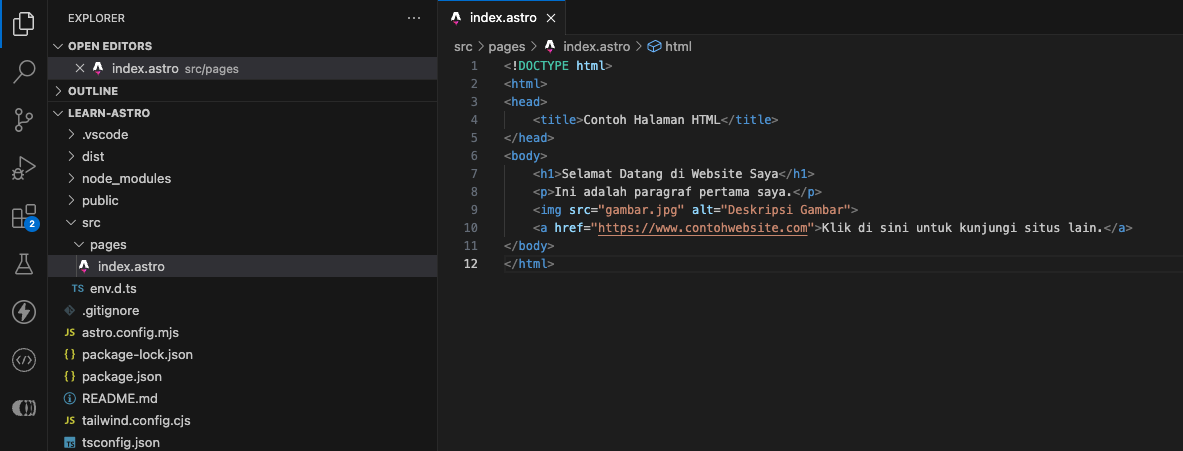 EXPLORER
OPEN EDITORS
index.astro src/pages
OUTLINE
LEARN-ASTRO
.vscode
dist
node_modules
public
src
pages
index.astro
TS env.d.ts
.gitignore
JS astro.config.mjs
{ } package-lock.json
{ } package.json
README.md
JS tailwind.config.cjs
TS tsconfig.json
2
index.astro
src > pages > index.astro > html
1 <!DOCTYPE html>
2 <html>
3 <head>
4 <title>Contoh Halaman HTML</title>
5 </head>
6 <body>
7 <h1>Selamat Datang di Website Saya</h1>
8 <p>Ini adalah paragraf pertama saya.</p>
9 <img src="gambar.jpg" alt="Deskripsi Gambar">
10 <a href="https://www.contohwebsite.com">Klik di sini untuk kunjungi situs lain.</a>
11 </body>
12 </html>